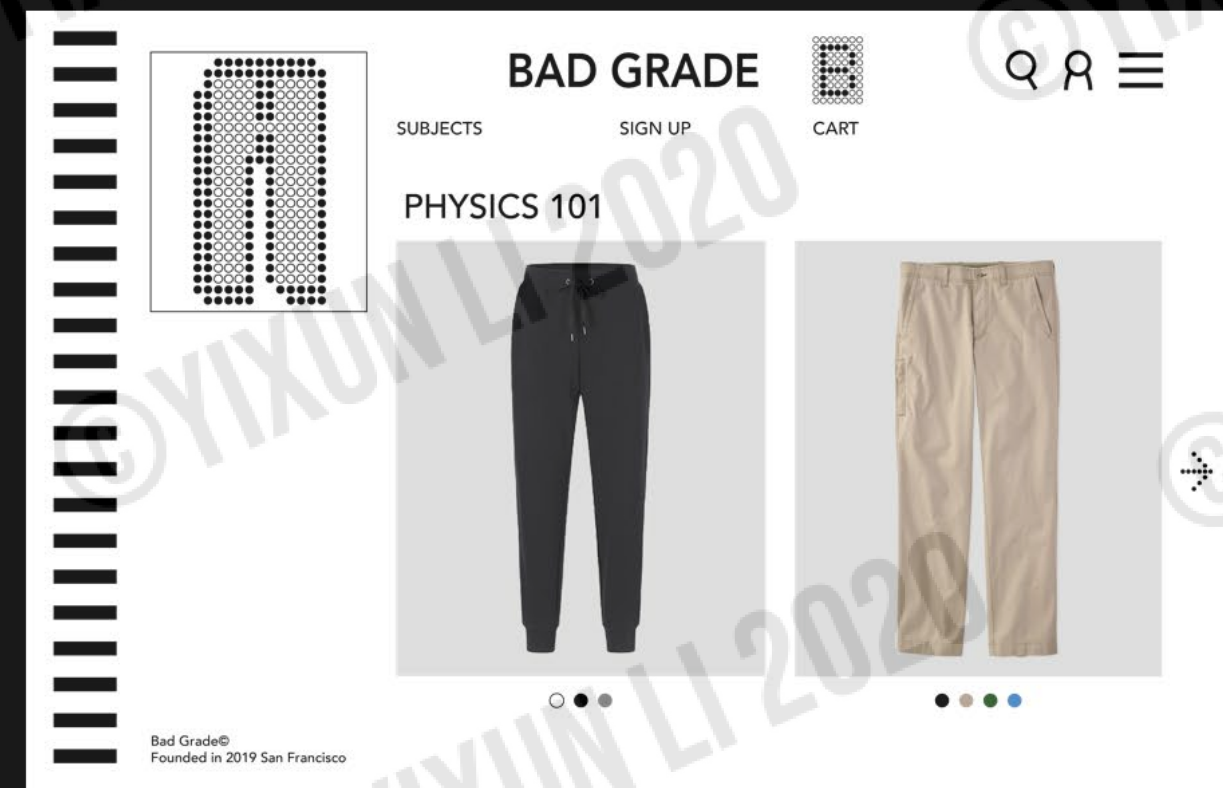 BAD GRADE
B
SUBJECTS SIGN UP CART
PHYSICS 101
©YIXUN LI 2020
YIXUN LI 2020
Bad Grade©
Founded in 2019 San Francisco